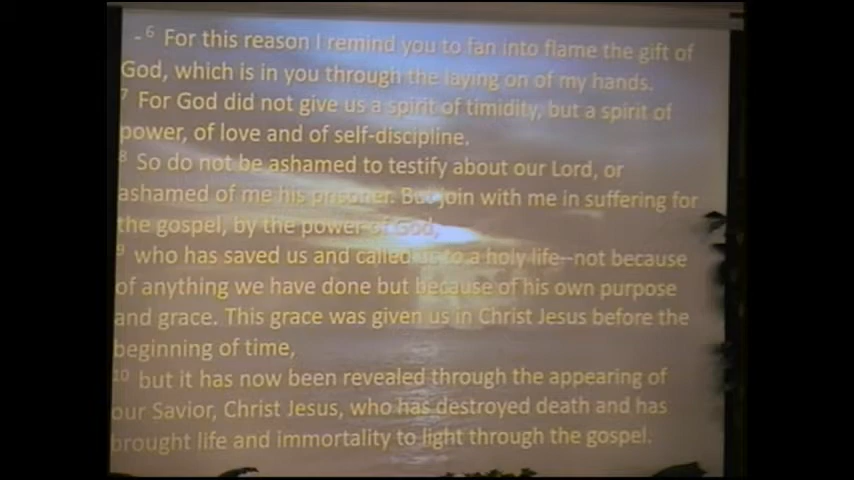 - 6 For this reason I remind you to fan into flame the gift of
God, which is in you through the laying on of my hands.
7 For God did not give us a spirit of timidity, but a spirit of
power, of love and of self-discipline.
8 So do not be ashamed to testify about our Lord, or
ashamed of me his prisoner. But join with me in suffering for
the gospel, by the power of God,
9 who has saved us and called us to a holy life--not because
of anything we have done but because of his own purpose
and grace. This grace was given us in Christ Jesus before the
beginning of time,
10 but it has now been revealed through the appearing of
our Savior, Christ Jesus, who has destroyed death and has
brought life and immortality to light through the gospel.